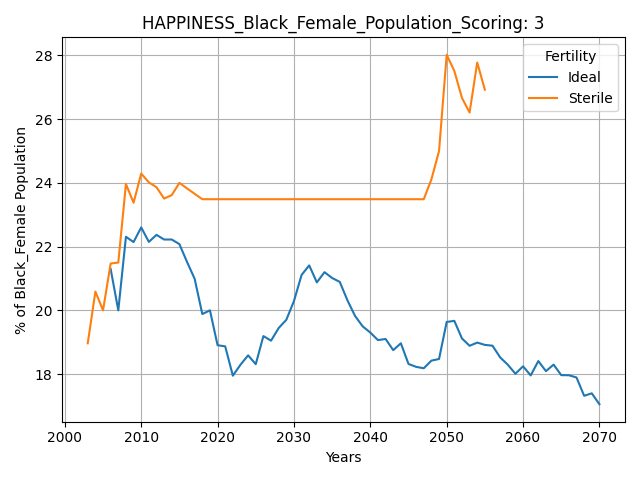 HAPPINESS_Black_Female_Population_Scoring: 3
Fertility
Ideal
Sterile
% of Black_Female Population
28
26
24
22
20
18
2000 2010 2020 2030 2040 2050 2060 2070
Years